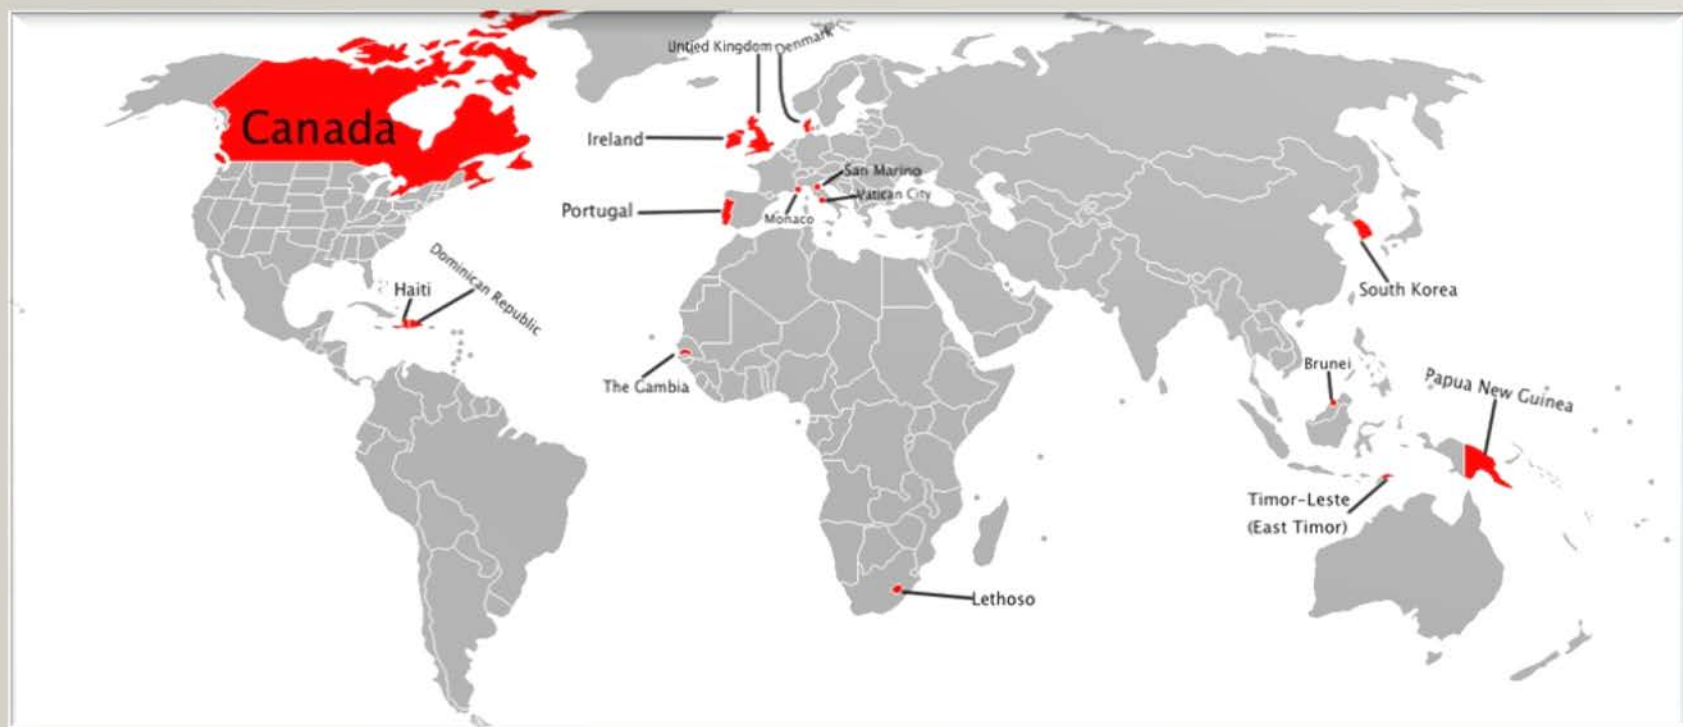 Untied Kingdom
Denmark
Canada
Ireland
San Marino
Vatican City
Portugal
Monaco
Dominican Republic
Haiti
South Korea
The Gambia
Brunei
Papua New Guinea
Timor-Leste
(East Timor)
Lethoso